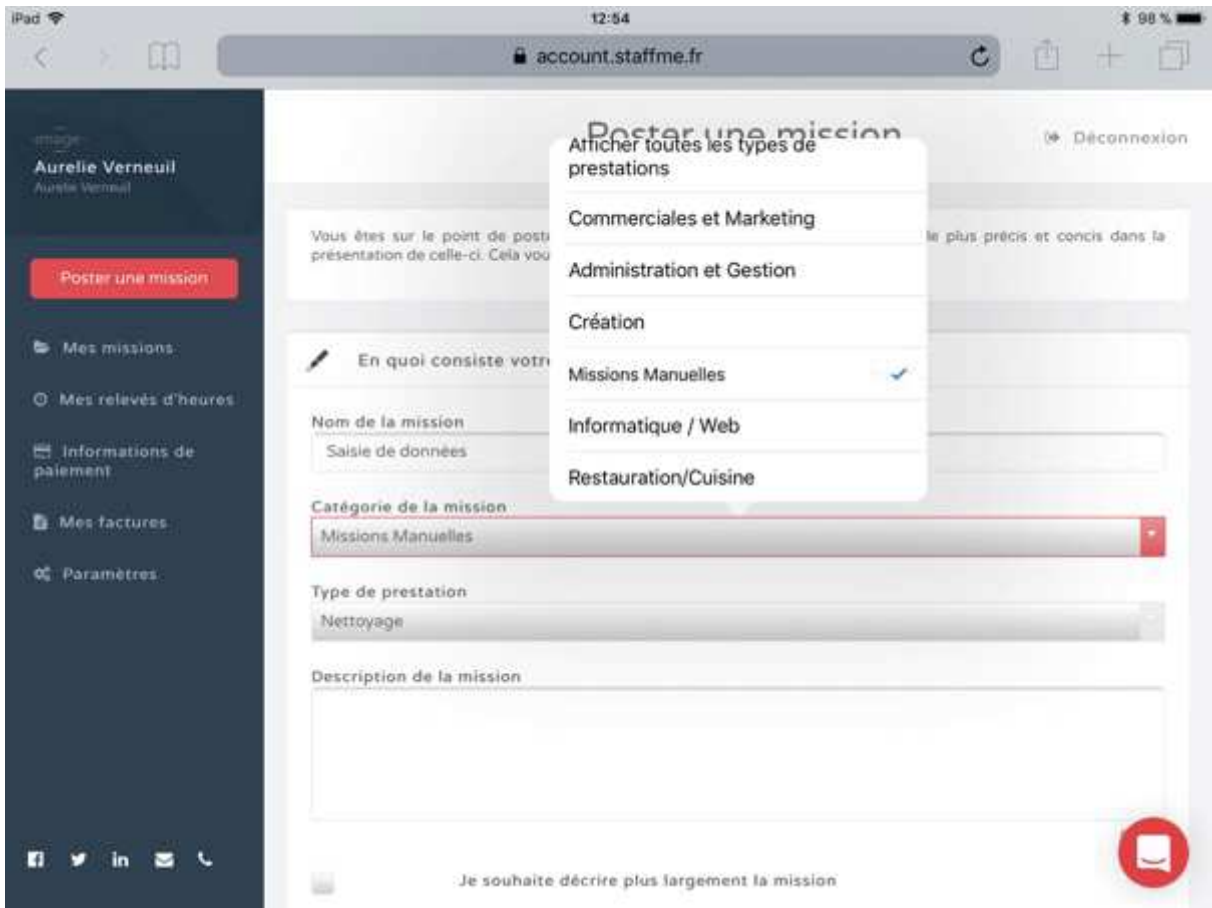 iPad
12:54
98 %
account.staffme.fr
image
Aurelie Verneuil
Aurelie Verneuil
Poster une mission
Mes missions
Mes relevés d'heures
Informations de
paiement
Mes factures
Paramètres
Poster une mission
Déconnexion
Vous êtes sur le point de poste
le plus précis et concis dans la
présentation de celle-ci. Cela vou
En quoi consiste votre
Nom de la mission
Saisie de données
Catégorie de la mission
Missions Manuelles
Type de prestation
Nettoyage
Description de la mission
Je souhaite décrire plus largement la mission
Afficher toutes les types de
prestations
Commerciales et Marketing
Administration et Gestion
Création
Missions Manuelles
Informatique / Web
Restauration/Cuisine